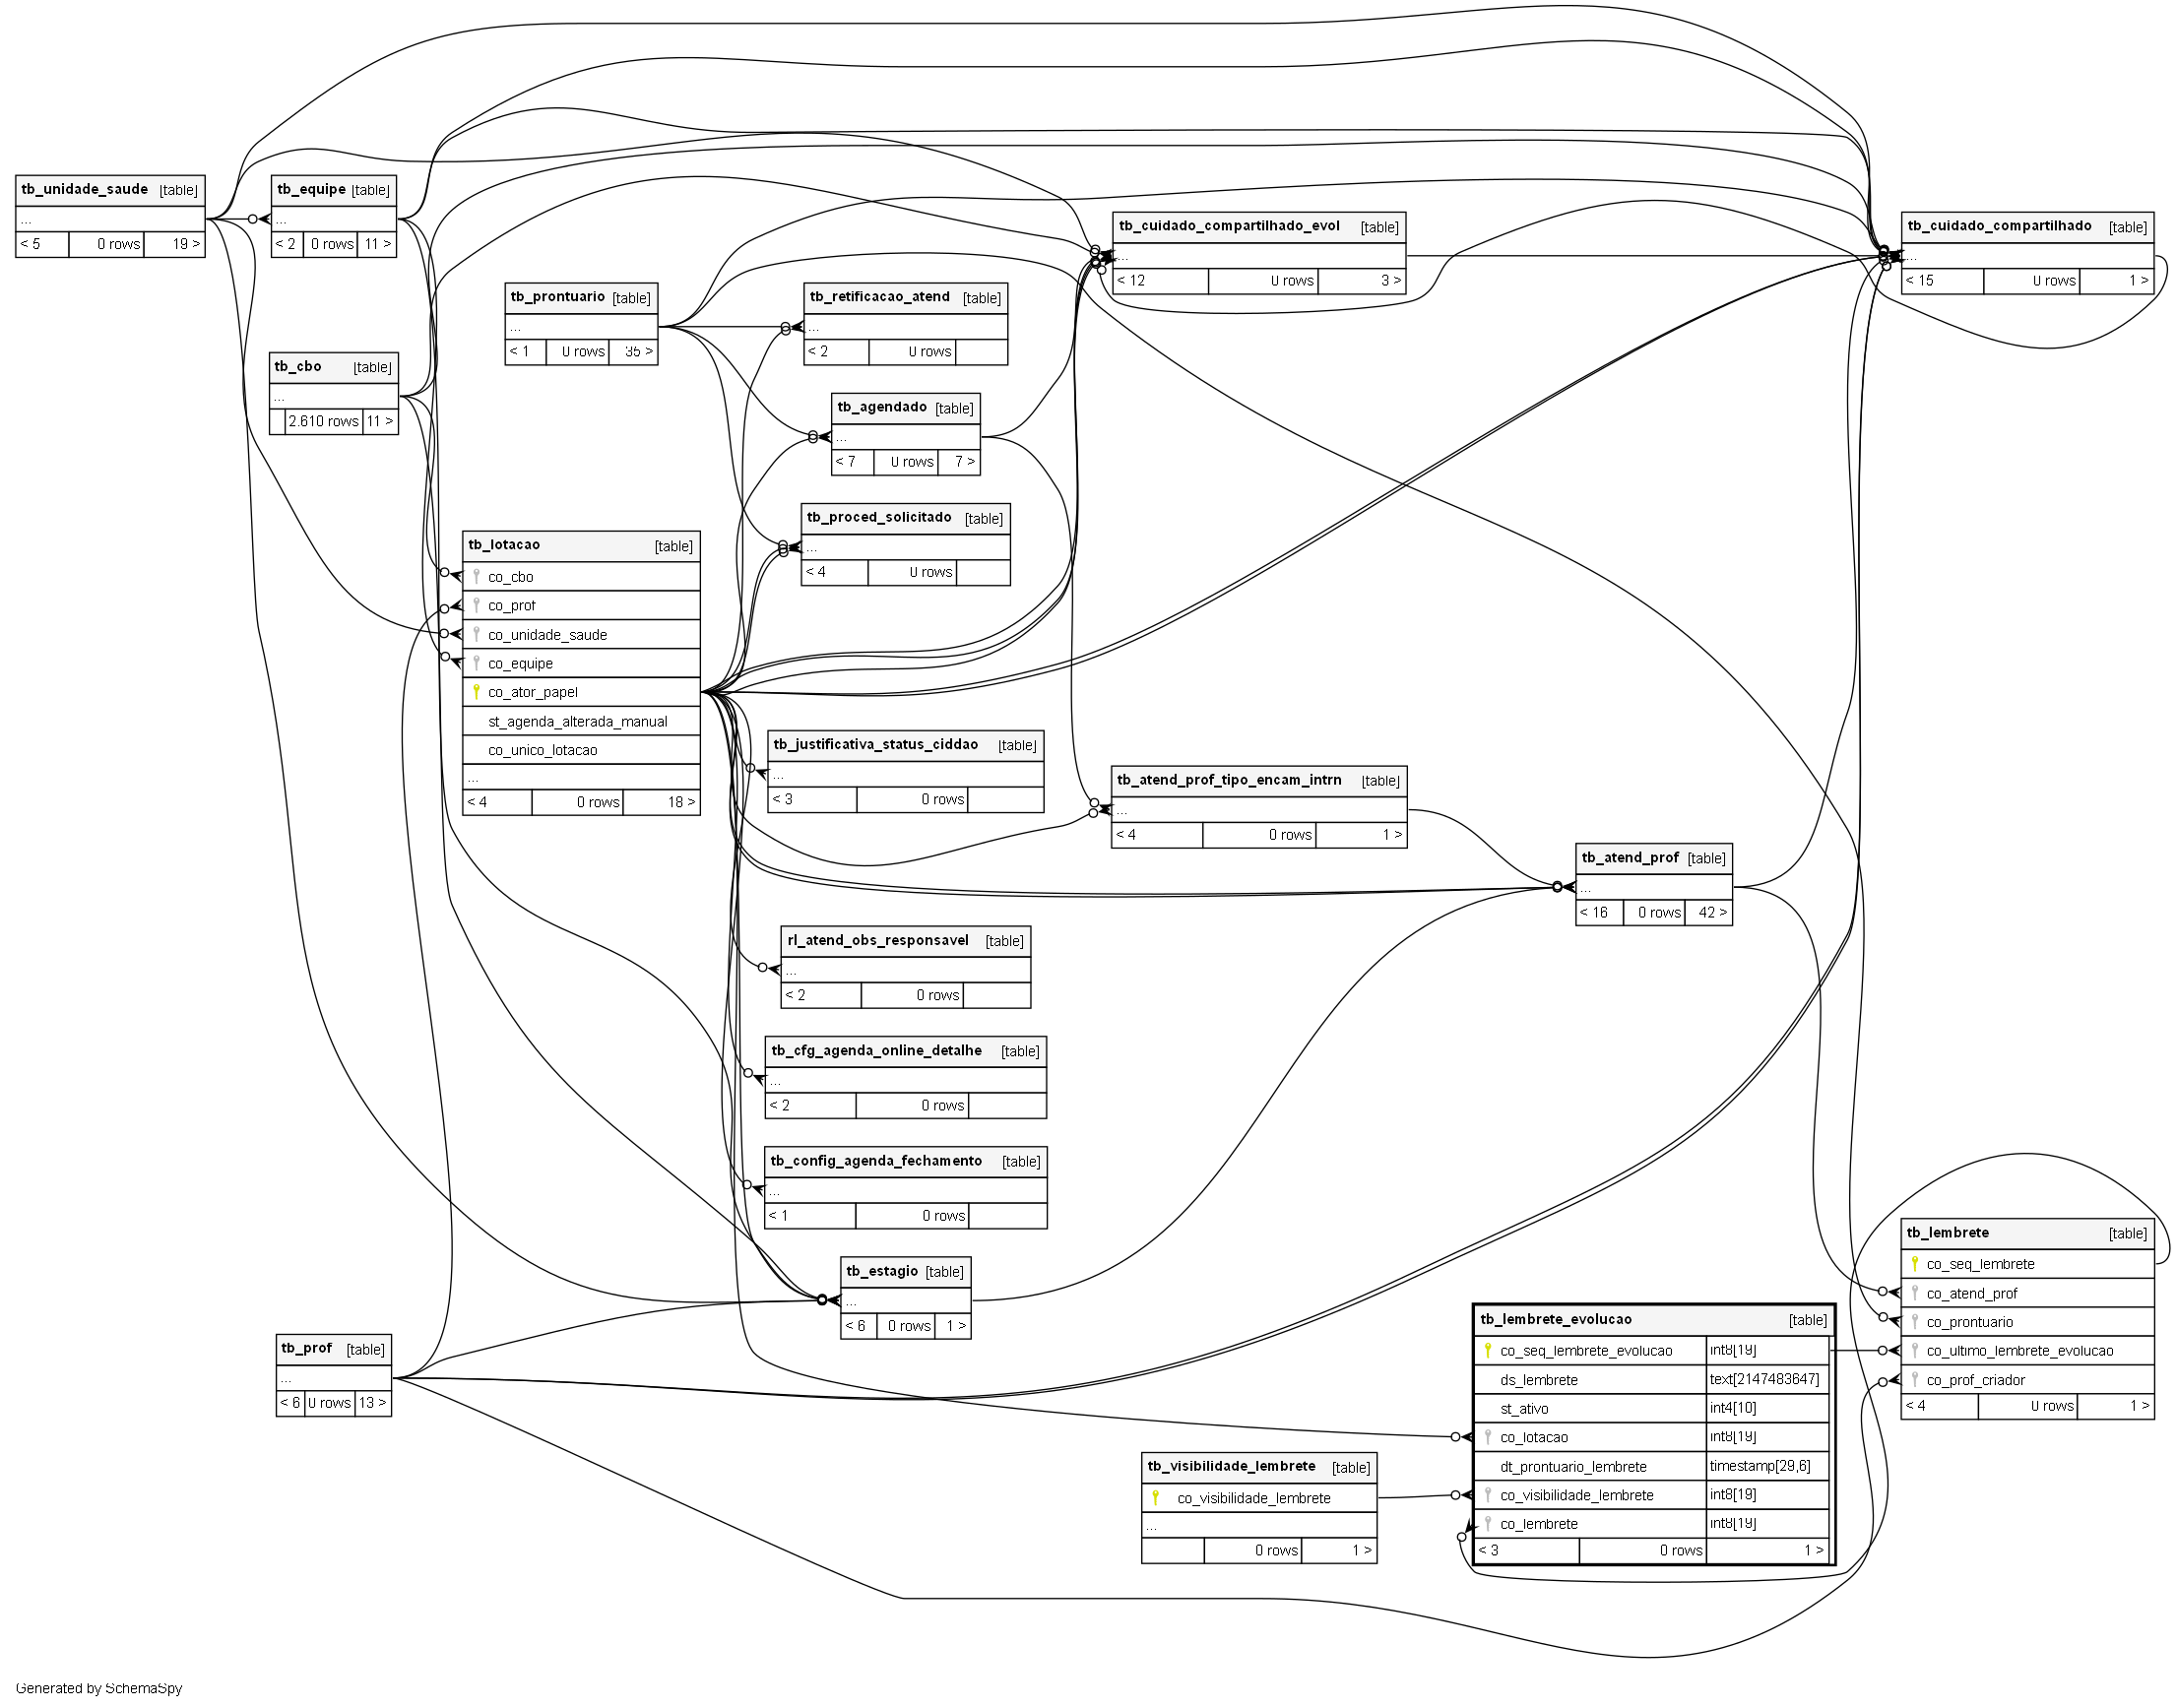 tb_unidade_saude [table]
...
< 5 0 rows 19 >
tb_equipe [table]
...
< 2 0 rows 11 >
tb_cbo [table]
...
2.610 rows 11 >
tb_prontuario [table]
...
< 1 0 rows 35 >
tb_retificacao_atend [table]
...
< 2 0 rows
tb_agendado [table]
...
< 7 0 rows 7 >
tb_proced_solicitado [table]
...
< 4 0 rows
tb_cuidado_compartilhado_evol [table]
...
< 12 0 rows 3 >
tb_cuidado_compartilhado [table]
...
< 15 0 rows 1 >
tb_lotacao [table]
co_cbo
co_prof
co_unidade_saude
co_equipe
co_ator_papel
st_agenda_alterada_manual
co_unico_lotacao
...
< 4 0 rows 18 >
tb_justificativa_status_ciddao [table]
...
< 3 0 rows
tb_atend_prof_tipo_encam_intrn [table]
...
< 4 0 rows 1 >
tb_atend_prof [table]
...
< 16 0 rows 42 >
rl_atend_obs_responsavel [table]
...
< 2 0 rows
tb_cfg_agenda_online_detalhe [table]
...
< 2 0 rows
tb_config_agenda_fechamento [table]
...
< 1 0 rows
tb_estagio [table]
...
< 6 0 rows 1 >
tb_prof [table]
...
< 6 0 rows 13 >
tb_lembrete [table]
co_seq_lembrete
co_atend_prof
co_prontuario
co_ultimo_lembrete_evolucao
co_prof_criador
< 4 0 rows 1 >
tb_lembrete_evolucao [table]
co_seq_lembrete_evolucao int8[19]
ds_lembrete text[2147483647]
st_ativo int4[10]
co_lotacao int8[19]
dt_prontuario_lembrete timestamp[29,6]
co_visibilidade_lembrete int8[19]
co_lembrete int8[19]
< 3 0 rows 1 >
tb_visibilidade_lembrete [table]
co_visibilidade_lembrete
...
0 rows 1 >
Generated by SchemaSpy